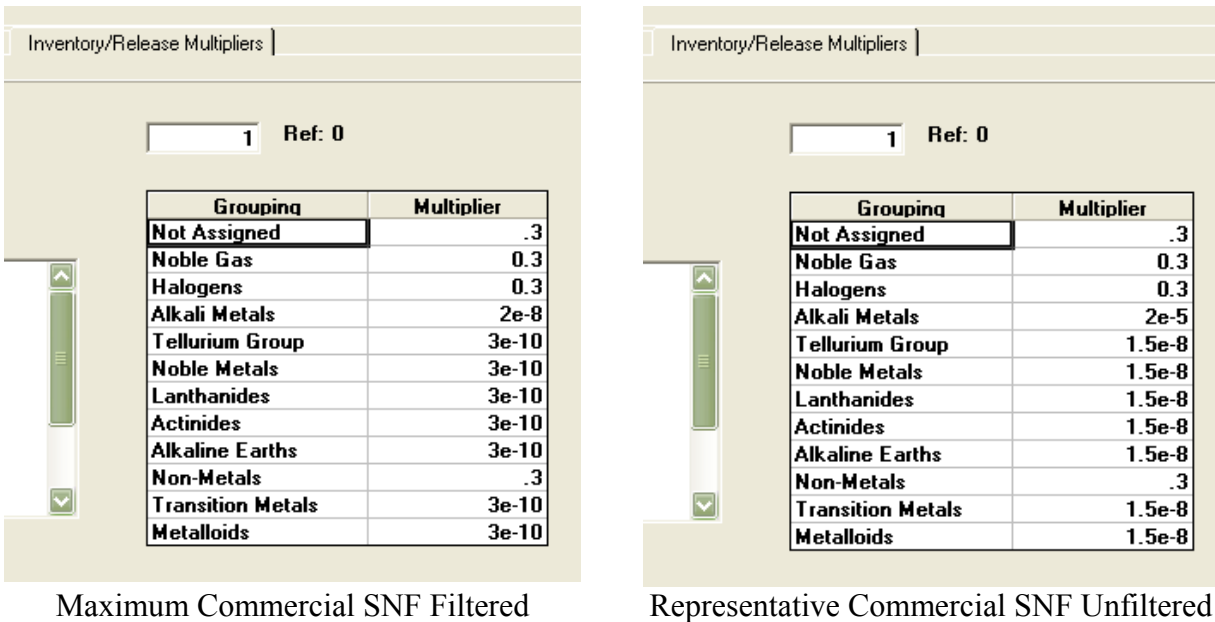 Inventory/Release Multipliers
1 Ref: 0
Grouping Multiplier
Not Assigned .3
Noble Gas 0.3
Halogens 0.3
Alkali Metals 2e-8
Tellurium Group 3e-10
Noble Metals 3e-10
Lanthanides 3e-10
Actinides 3e-10
Alkaline Earths 3e-10
Non-Metals .3
Transition Metals 3e-10
Metalloids 3e-10
Maximum Commercial SNF Filtered
Inventory/Release Multipliers
1 Ref: 0
Grouping Multiplier
Not Assigned .3
Noble Gas 0.3
Halogens 0.3
Alkali Metals 2e-5
Tellurium Group 1.5e-8
Noble Metals 1.5e-8
Lanthanides 1.5e-8
Actinides 1.5e-8
Alkaline Earths 1.5e-8
Non-Metals .3
Transition Metals 1.5e-8
Metalloids 1.5e-8
Representative Commercial SNF Unfiltered